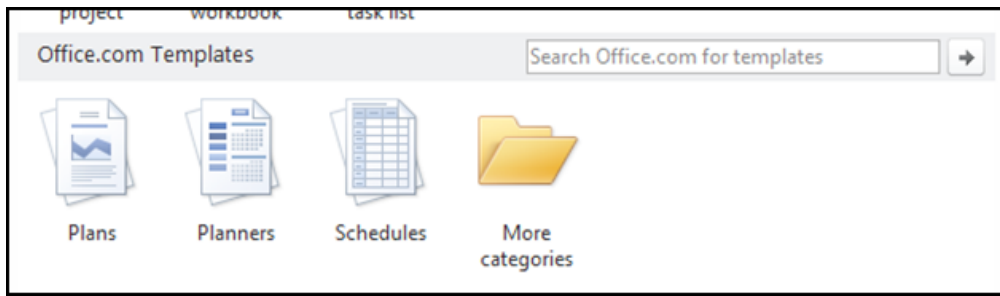 project workbook task list
Office.com Templates Search Office.com for templates
Plans Planners Schedules More
categories